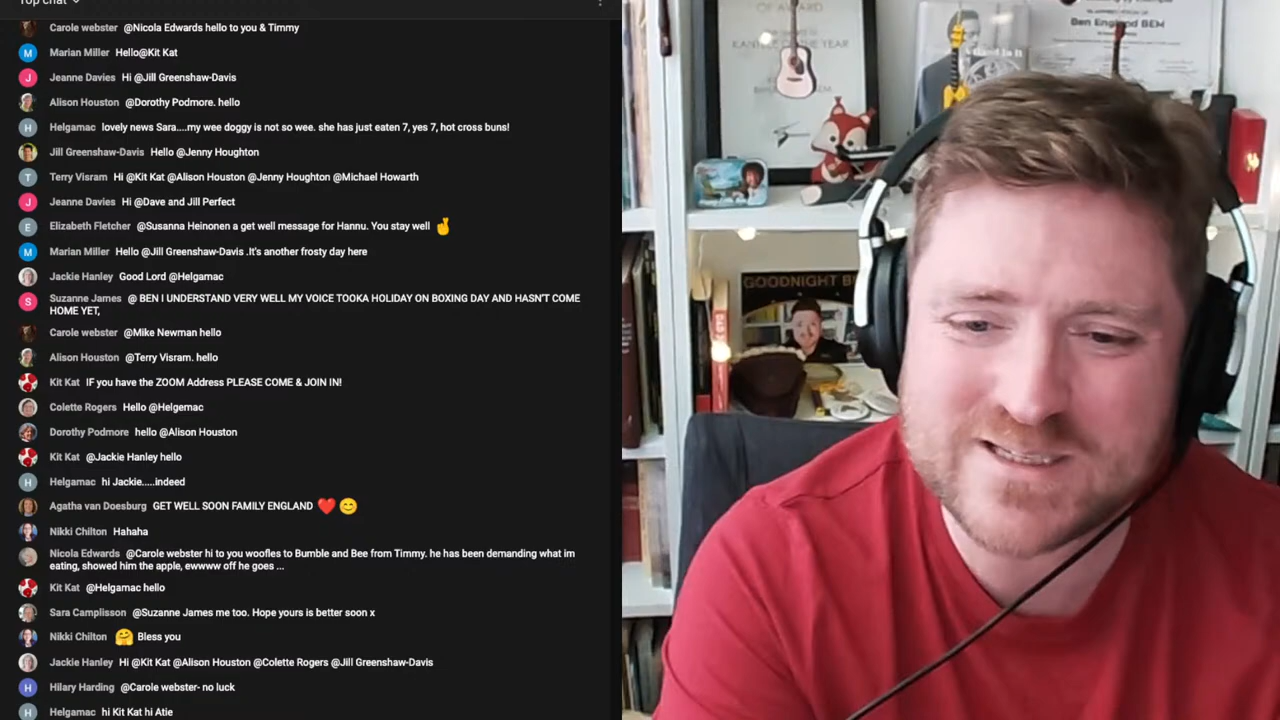 Top chat
Carole webster @Nicola Edwards hello to you & Timmy
Marian Miller Hello@Kit Kat
Jeanne Davies Hi @Jill Greenshaw-Davis
Alison Houston @Dorothy Podmore. hello
Helgamac lovely news Sara....my wee doggy is not so wee. she has just eaten 7, yes 7, hot cross buns!
Jill Greenshaw-Davis Hello @Jenny Houghton
Terry Visram Hi @Kit Kat @Alison Houston @Jenny Houghton @Michael Howarth
Jeanne Davies Hi @Dave and Jill Perfect
Elizabeth Fletcher @Susanna Heinonen a get well message for Hannu. You stay well 🤞
Marian Miller Hello @Jill Greenshaw-Davis .It's another frosty day here
Jackie Hanley Good Lord @Helgamac
Suzanne James @ BEN I UNDERSTAND VERY WELL MY VOICE TOOKA HOLIDAY ON BOXING DAY AND HASN'T COME
HOME YET,
Carole webster @Mike Newman hello
Alison Houston @Terry Visram. hello
Kit Kat IF you have the ZOOM Address PLEASE COME & JOIN IN!
Colette Rogers Hello @Helgemac
Dorothy Podmore hello @Alison Houston
Kit Kat @Jackie Hanley hello
Helgamac hi Jackie.....indeed
Agatha van Doesburg GET WELL SOON FAMILY ENGLAND ❤️ 😊
Nikki Chilton Hahaha
Nicola Edwards @Carole webster hi to you woofles to Bumble and Bee from Timmy. he has been demanding what im
eating, showed him the apple, ewwww off he goes ...
Kit Kat @Helgamac hello
Sara Camplisson @Suzanne James me too. Hope yours is better soon x
Nikki Chilton 🤗 Bless you
Jackie Hanley Hi @Kit Kat @Alison Houston @Colette Rogers @Jill Greenshaw-Davis
Hilary Harding @Carole webster- no luck
Helgamac hi Kit Kat hi Atie
OF AWARD
Ben England BEM
GOODNIGHT B